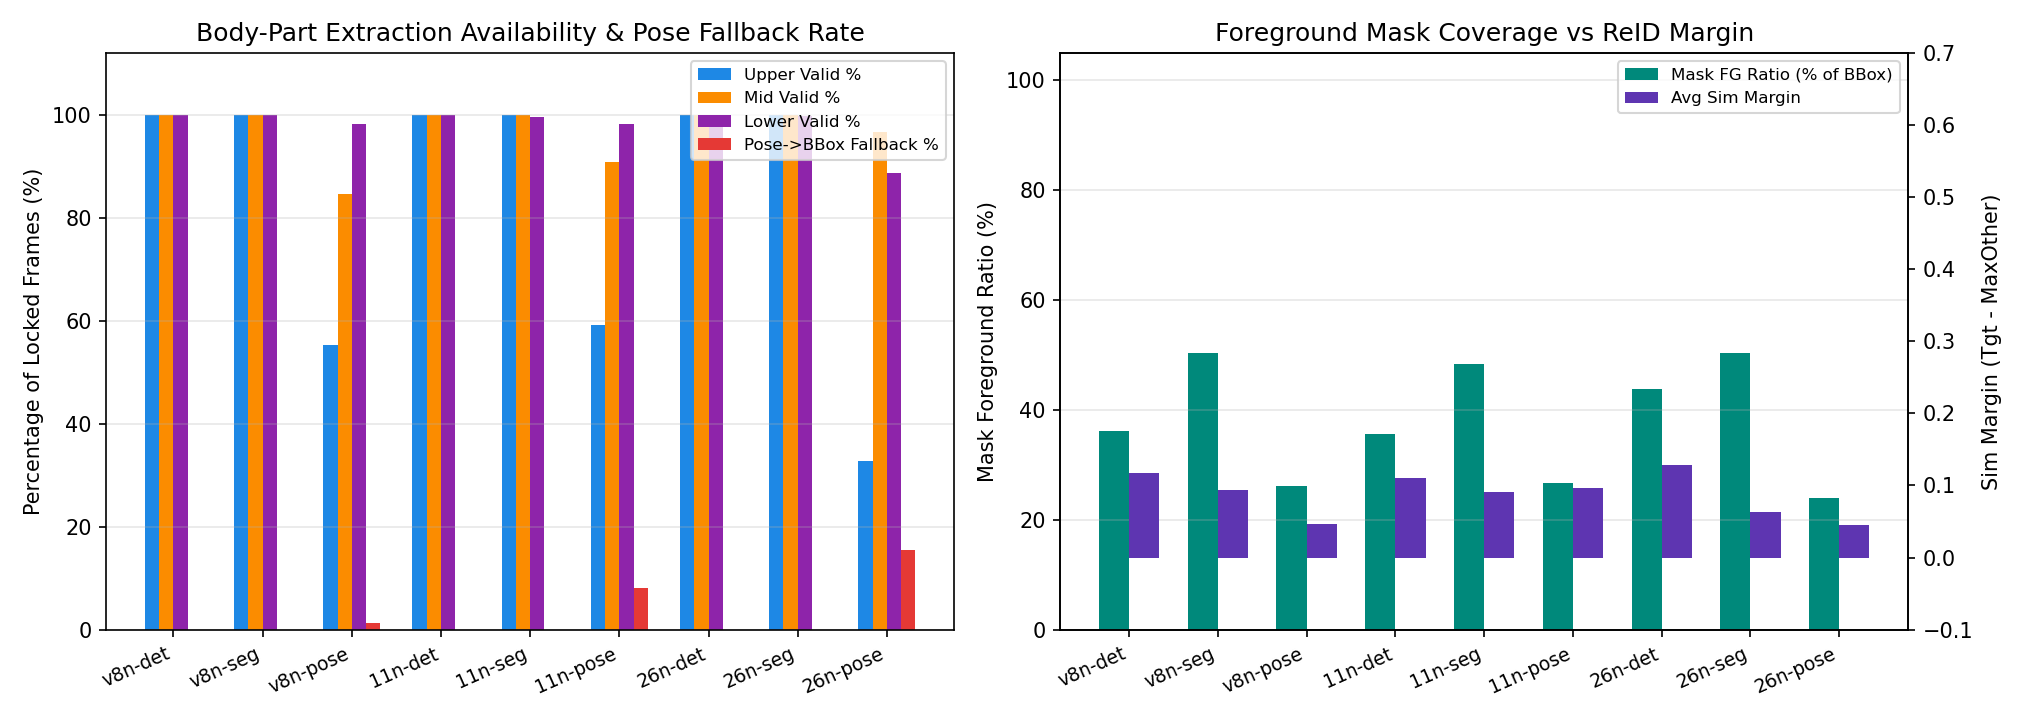 Body-Part Extraction Availability & Pose Fallback Rate
Percentage of Locked Frames (%)
100
80
60
40
20
0
Upper Valid %
Mid Valid %
Lower Valid %
Pose->BBox Fallback %
v8n-det
v8n-seg
v8n-pose
11n-det
11n-seg
11n-pose
26n-det
26n-seg
26n-pose
Foreground Mask Coverage vs ReID Margin
Mask Foreground Ratio (%)
100
80
60
40
20
0
Mask FG Ratio (% of BBox)
Avg Sim Margin
0.7
0.6
0.5
0.4
0.3
0.2
0.1
0.0
−0.1
Sim Margin (Tgt - MaxOther)
v8n-det
v8n-seg
v8n-pose
11n-det
11n-seg
11n-pose
26n-det
26n-seg
26n-pose